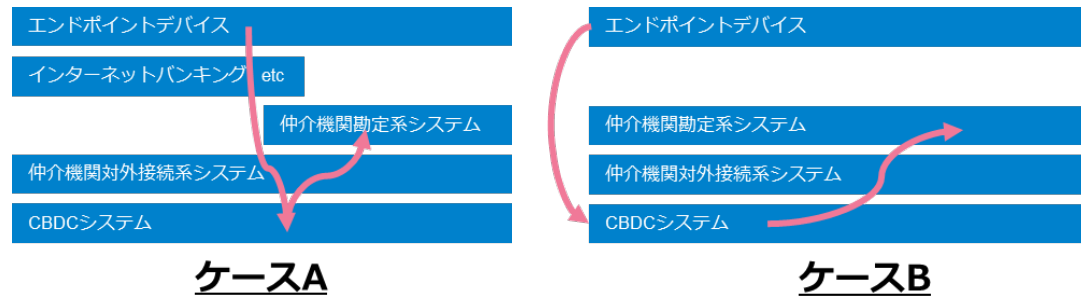 エンドポイントデバイス
インターネットバンキング etc
仲介機関勘定系システム
仲介機関対外接続系システム
CBDCシステム
ケースA
エンドポイントデバイス
仲介機関勘定系システム
仲介機関対外接続系システム
CBDCシステム
ケースB